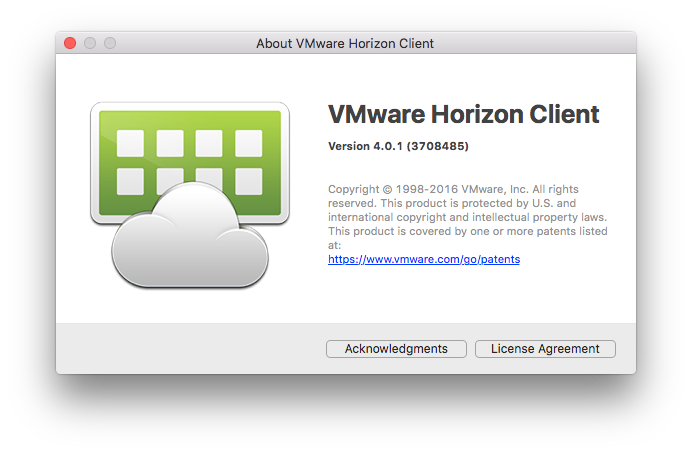 About VMware Horizon Client
VMware Horizon Client
Version 4.0.1 (3708485)
Copyright © 1998-2016 VMware, Inc. All rights
reserved. This product is protected by U.S. and
international copyright and intellectual property laws.
This product is covered by one or more patents listed
at:
https://www.vmware.com/go/patents
Acknowledgments
License Agreement